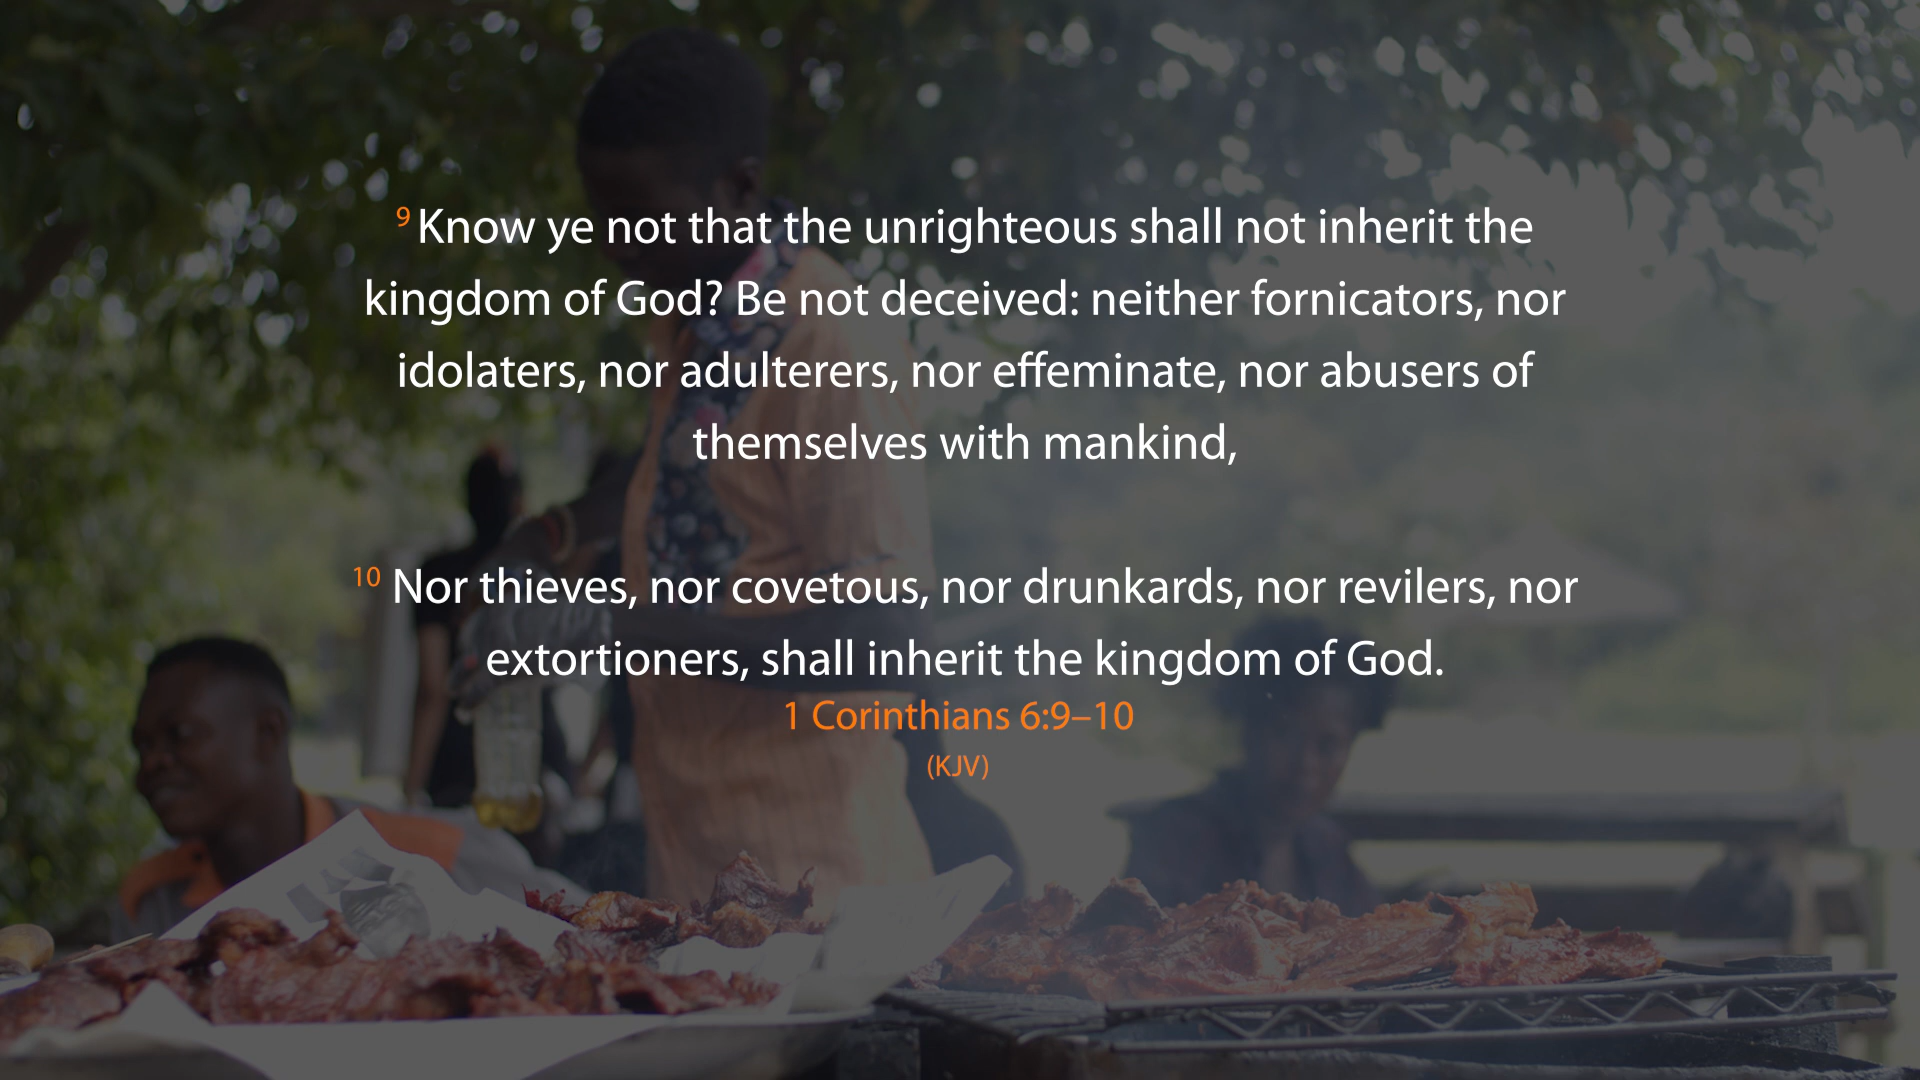 9 Know ye not that the unrighteous shall not inherit the
kingdom of God? Be not deceived: neither fornicators, nor
idolaters, nor adulterers, nor effeminate, nor abusers of
themselves with mankind,
10 Nor thieves, nor covetous, nor drunkards, nor revilers, nor
extortioners, shall inherit the kingdom of God.
1 Corinthians 6:9–10
(KJV)